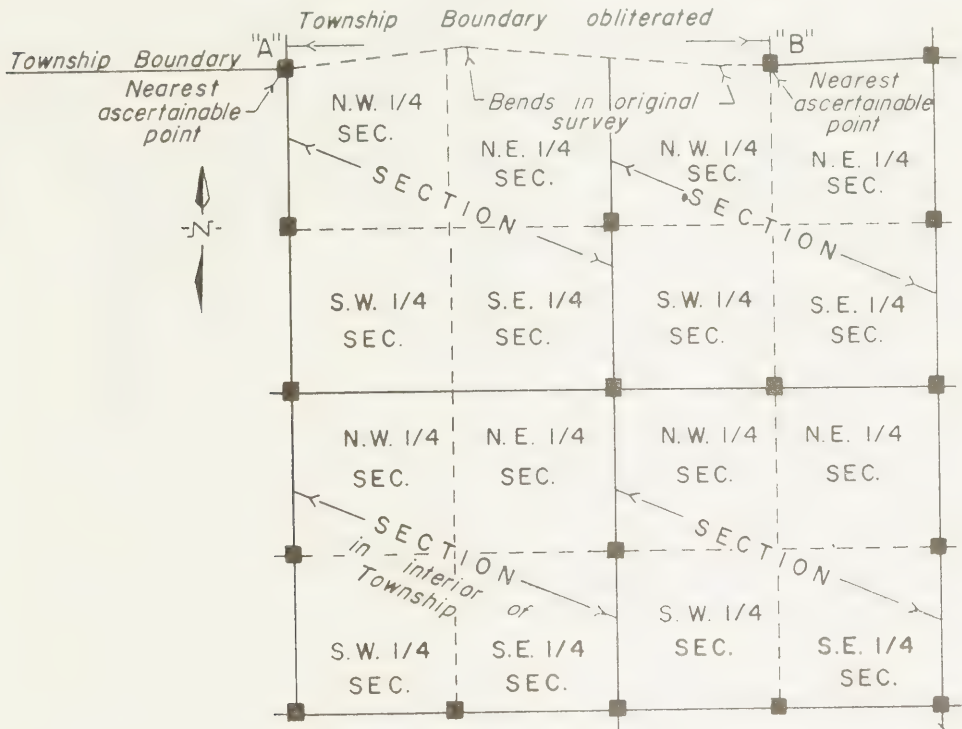 Township Boundary obliterated
"A"
"B"
Township Boundary
Nearest
ascertainable
point
Bends in original
survey
Nearest
ascertainable
point
N.W. 1/4
SEC.
N.E. 1/4
SEC.
N.W. 1/4
SEC.
N.E. 1/4
SEC.
SECTION
SECTION
N
S.W. 1/4
SEC.
S.E. 1/4
SEC.
S.W. 1/4
SEC.
S.E. 1/4
SEC.
N.W. 1/4
SEC.
N.E. 1/4
SEC.
N.W. 1/4
SEC.
N.E. 1/4
SEC.
SECTION
in interior of
Township
SECTION
S.W. 1/4
SEC.
S.E. 1/4
SEC.
S.W. 1/4
SEC.
S.E. 1/4
SEC.